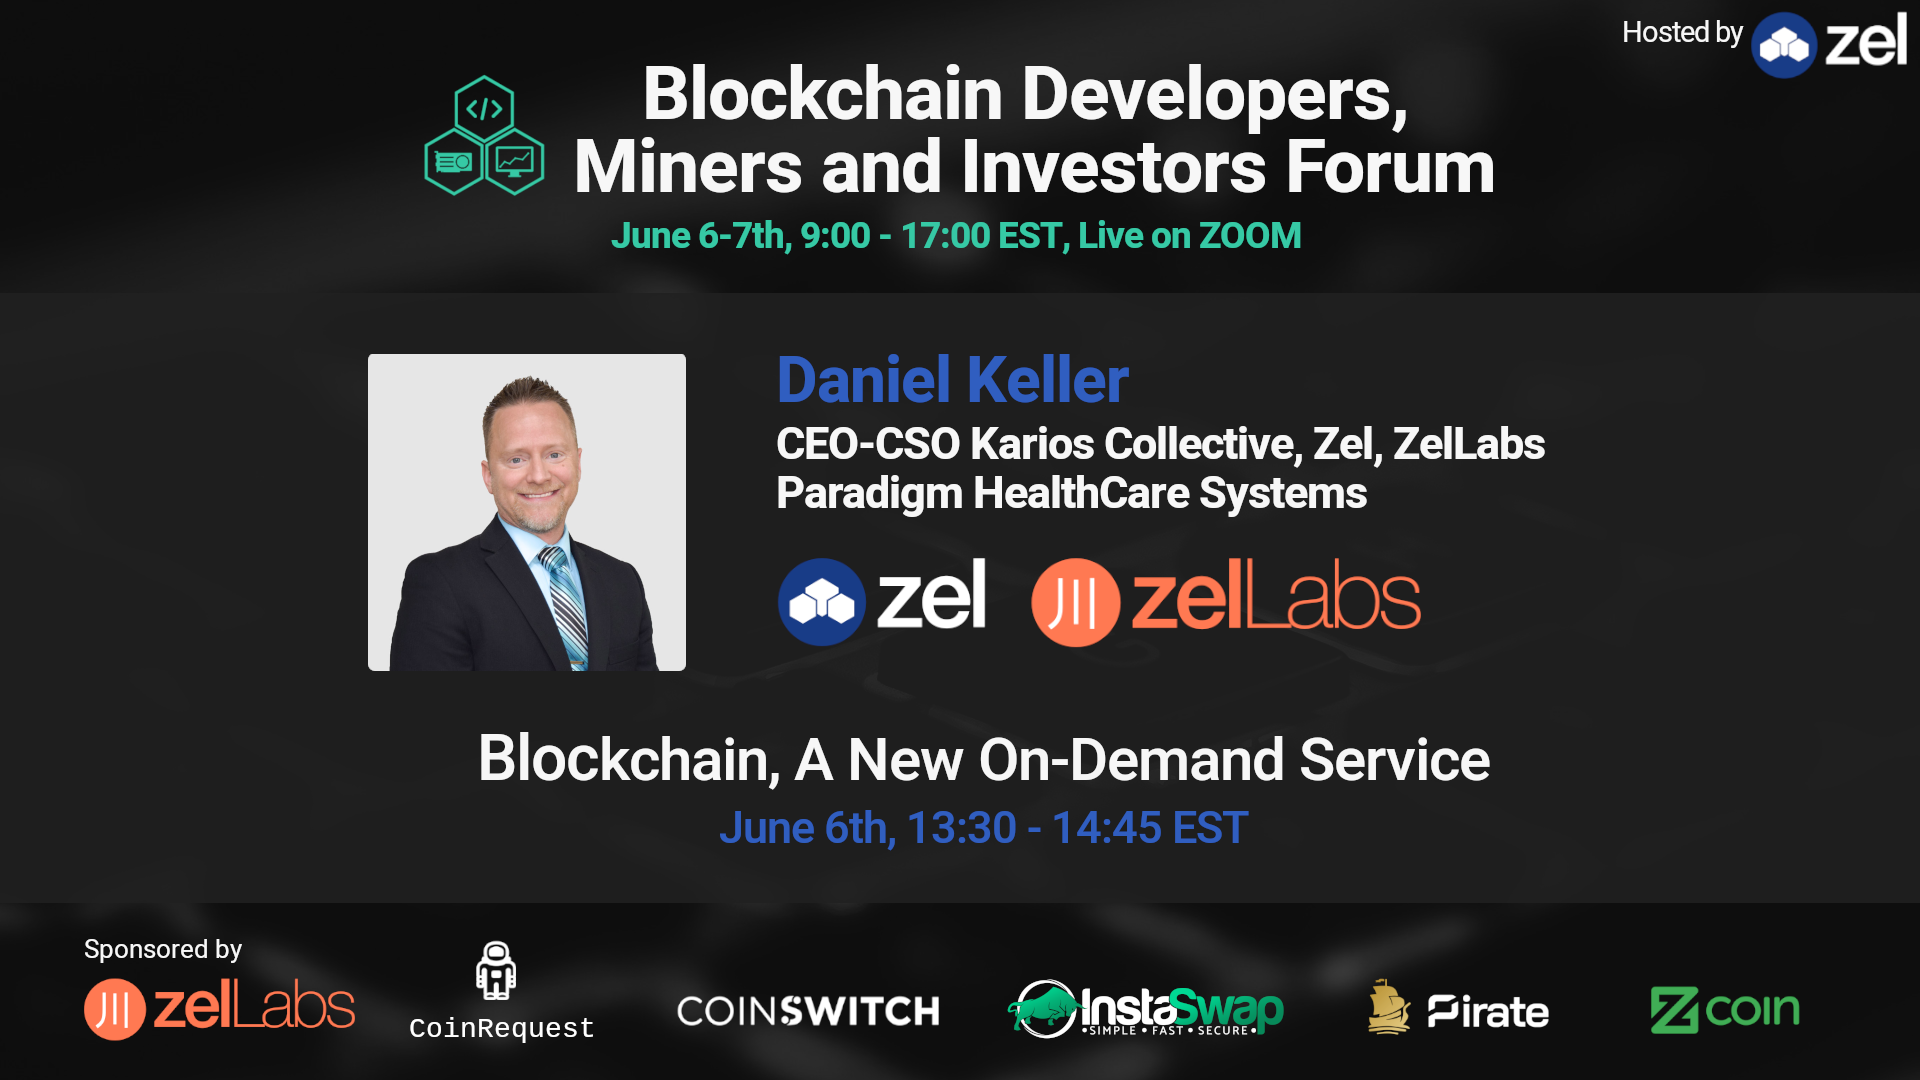 Hosted by zel
Blockchain Developers,
Miners and Investors Forum
June 6-7th, 9:00 - 17:00 EST, Live on ZOOM
Daniel Keller
CEO-CSO Karios Collective, Zel, ZelLabs
Paradigm HealthCare Systems
zel zelLabs
Blockchain, A New On-Demand Service
June 6th, 13:30 - 14:45 EST
Sponsored by
zelLabs
CoinRequest
COINSWITCH
InstaSwap
•SIMPLE • FAST • SECURE•
Pirate
Zcoin